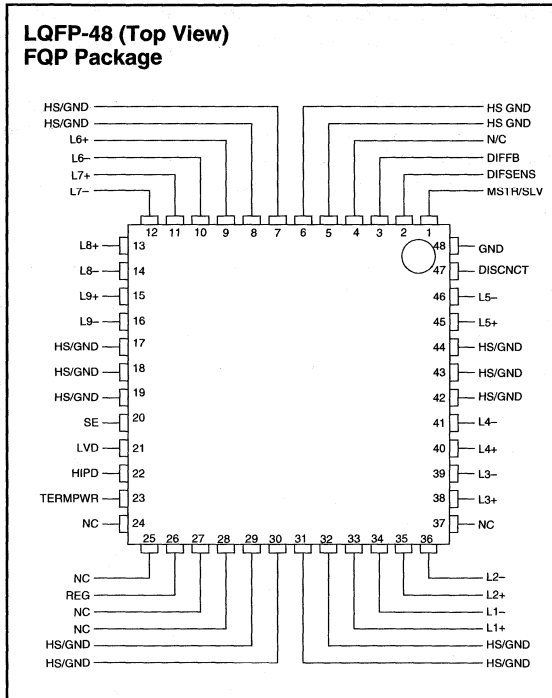 LQFP-48 (Top View)
FQP Package
HS/GND
HS/GND
L6+
L6–
L7+
L7–
HS GND
HS GND
N/C
DIFFB
DIFSENS
MSTR/SLV
12 11 10 9 8 7 6 5 4 3 2 1
L8+ 13
L8– 14
L9+ 15
L9– 16
HS/GND 17
HS/GND 18
HS/GND 19
SE 20
LVD 21
HIPD 22
TERMPWR 23
NC 24
48 GND
47 DISCNCT
46 L5–
45 L5+
44 HS/GND
43 HS/GND
42 HS/GND
41 L4–
40 L4+
39 L3–
38 L3+
37 NC
25 26 27 28 29 30 31 32 33 34 35 36
NC
REG
NC
NC
HS/GND
HS/GND
L2–
L2+
L1–
L1+
HS/GND
HS/GND